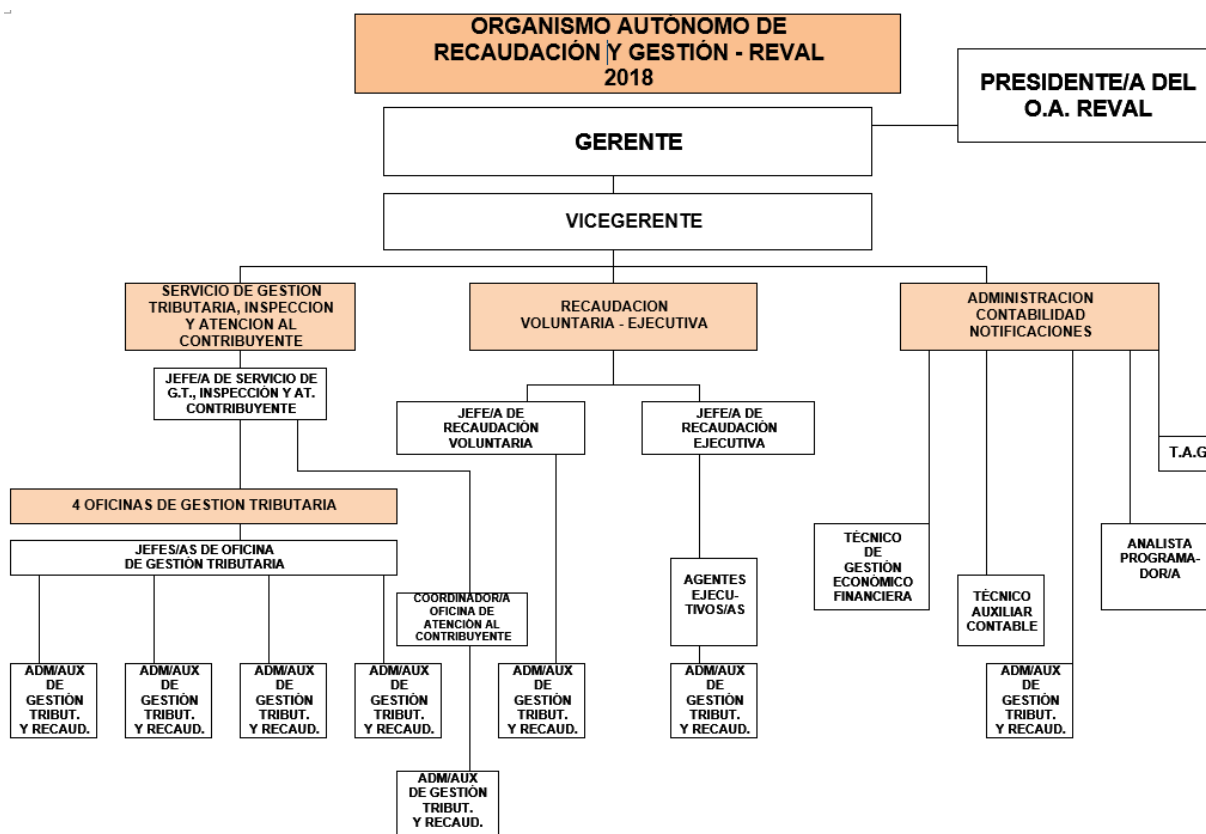 ORGANISMO AUTÓNOMO DE
RECAUDACIÓN Y GESTIÓN - REVAL
2018
PRESIDENTE/A DEL
O.A. REVAL
GERENTE
VICEGERENTE
SERVICIO DE GESTION
TRIBUTARIA, INSPECCION
Y ATENCION AL
CONTRIBUYENTE
RECAUDACION
VOLUNTARIA - EJECUTIVA
ADMINISTRACION
CONTABILIDAD
NOTIFICACIONES
JEFE/A DE SERVICIO DE
G.T., INSPECCIÓN Y AT.
CONTRIBUYENTE
JEFE/A DE
RECAUDACIÓN
VOLUNTARIA
JEFE/A DE
RECAUDACIÓN
EJECUTIVA
T.A.G
4 OFICINAS DE GESTION TRIBUTARIA
JEFES/AS DE OFICINA
DE GESTIÓN TRIBUTARIA
TÉCNICO
DE
GESTIÓN
ECONÓMICO
FINANCIERA
ANALISTA
PROGRAMA-
DOR/A
AGENTES
EJECU-
TIVOS/AS
TÉCNICO
AUXILIAR
CONTABLE
COORDINADOR/A
OFICINA DE
ATENCIÓN AL
CONTRIBUYENTE
ADM/AUX
DE
GESTIÓN
TRIBUT.
Y RECAUD.
ADM/AUX
DE
GESTIÓN
TRIBUT.
Y RECAUD.
ADM/AUX
DE
GESTIÓN
TRIBUT.
Y RECAUD.
ADM/AUX
DE
GESTIÓN
TRIBUT.
Y RECAUD.
ADM/AUX
DE
GESTIÓN
TRIBUT.
Y RECAUD.
ADM/AUX
DE
GESTIÓN
TRIBUT.
Y RECAUD.
ADM/AUX
DE
GESTIÓN
TRIBUT.
Y RECAUD.
ADM/AUX
DE GESTIÓN
TRIBUT.
Y RECAUD.